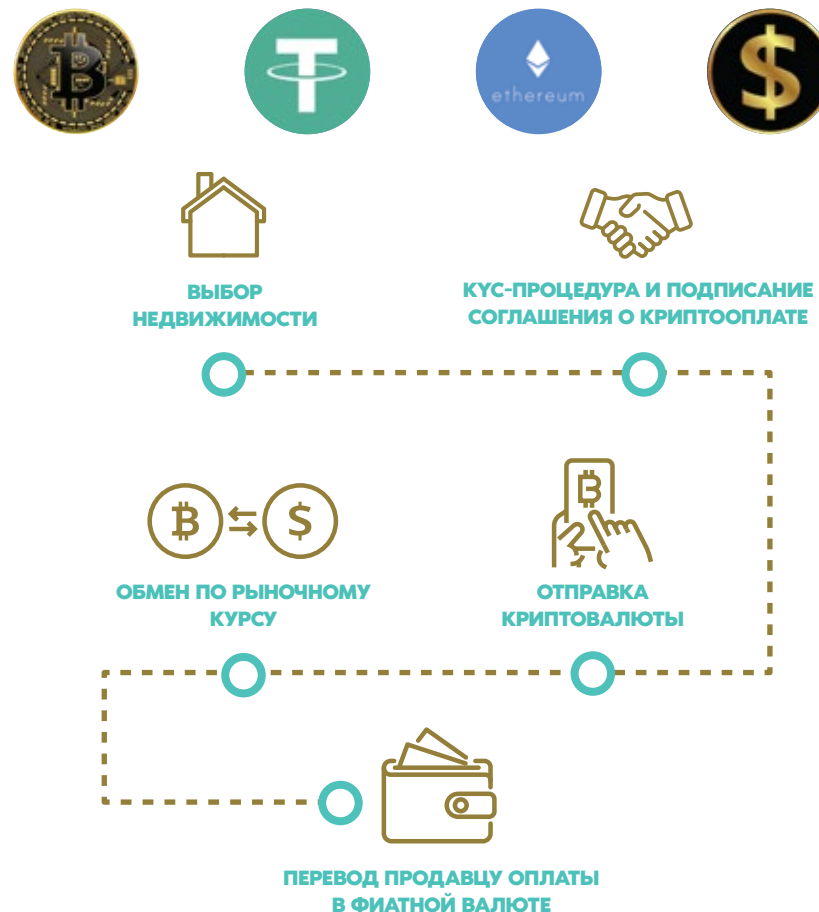 ethereum
ВЫБОР
НЕДВИЖИМОСТИ
KYC-ПРОЦЕДУРА И ПОДПИСАНИЕ
СОГЛАШЕНИЯ О КРИПТООПЛАТЕ
ОБМЕН ПО РЫНОЧНОМУ
КУРСУ
ОТПРАВКА
КРИПТОВАЛЮТЫ
ПЕРЕВОД ПРОДАВЦУ ОПЛАТЫ
В ФИАТНОЙ ВАЛЮТЕ